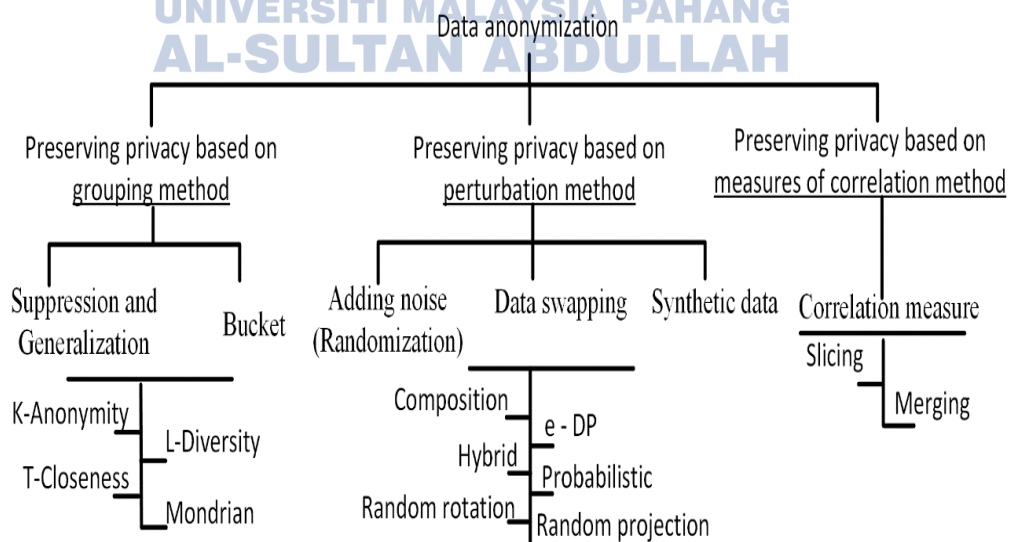 UNIVERSITI MALAYSIA PAHANG
AL-SULTAN ABDULLAH
Data anonymization
Preserving privacy based on
grouping method
Preserving privacy based on
perturbation method
Preserving privacy based on
measures of correlation method
Suppression and
Generalization
Bucket
Adding noise
(Randomization)
Data swapping
Synthetic data
Correlation measure
K-Anonymity
L-Diversity
T-Closeness
Mondrian
Composition
e - DP
Hybrid
Probabilistic
Random rotation
Random projection
Slicing
Merging